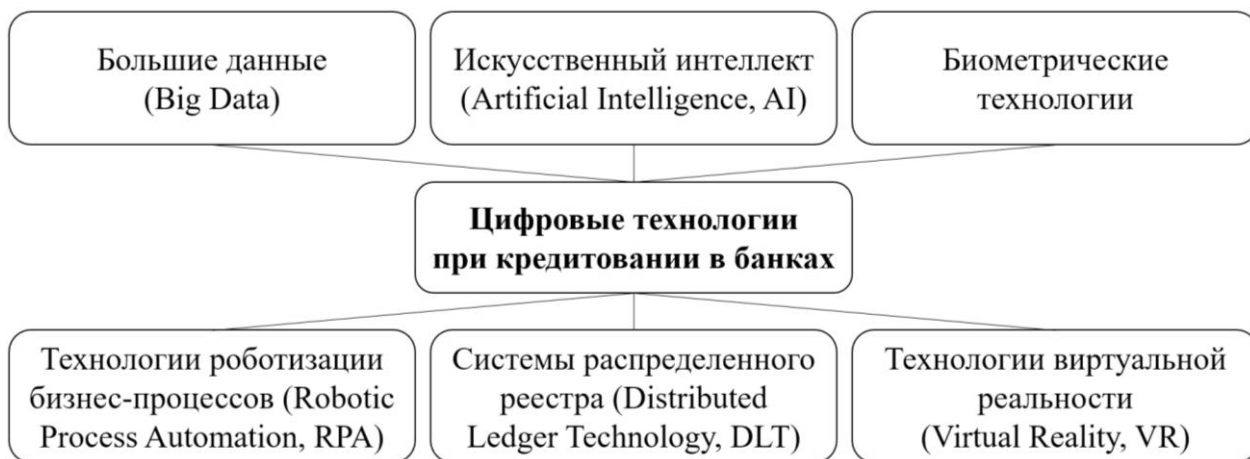 Большие данные
(Big Data)
Искусственный интеллект
(Artificial Intelligence, AI)
Биометрические
технологии
Цифровые технологии
при кредитовании в банках
Технологии роботизации
бизнес-процессов (Robotic
Process Automation, RPA)
Системы распределенного
реестра (Distributed
Ledger Technology, DLT)
Технологии виртуальной
реальности
(Virtual Reality, VR)